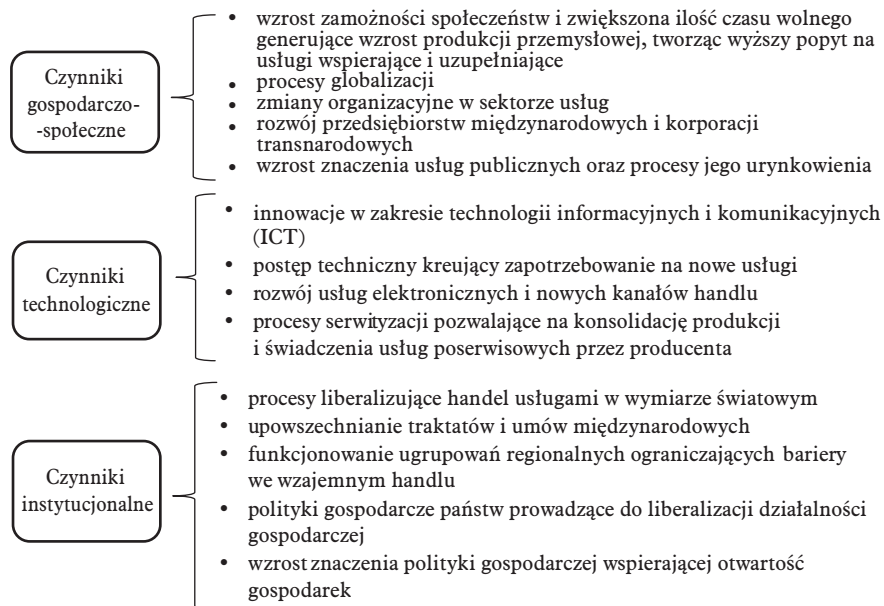 Czynniki
gospodarczo-
-społeczne
• wzrost zamożności społeczeństw i zwiększona ilość czasu wolnego
generujące wzrost produkcji przemysłowej, tworząc wyższy popyt na
usługi wspierające i uzupełniające
• procesy globalizacji
• zmiany organizacyjne w sektorze usług
• rozwój przedsiębiorstw międzynarodowych i korporacji
transnarodowych
• wzrost znaczenia usług publicznych oraz procesy jego urynkowienia
Czynniki
technologiczne
• innowacje w zakresie technologii informacyjnych i komunikacyjnych
(ICT)
• postęp techniczny kreujący zapotrzebowanie na nowe usługi
• rozwój usług elektronicznych i nowych kanałów handlu
• procesy serwityzacji pozwalające na konsolidację produkcji
i świadczenia usług poserwisowych przez producenta
Czynniki
instytucjonalne
• procesy liberalizujące handel usługami w wymiarze światowym
• upowszechnianie traktatów i umów międzynarodowych
• funkcjonowanie ugrupowań regionalnych ograniczających bariery
we wzajemnym handlu
• polityki gospodarcze państw prowadzące do liberalizacji działalności
gospodarczej
• wzrost znaczenia polityki gospodarczej wspierającej otwartość
gospodarek